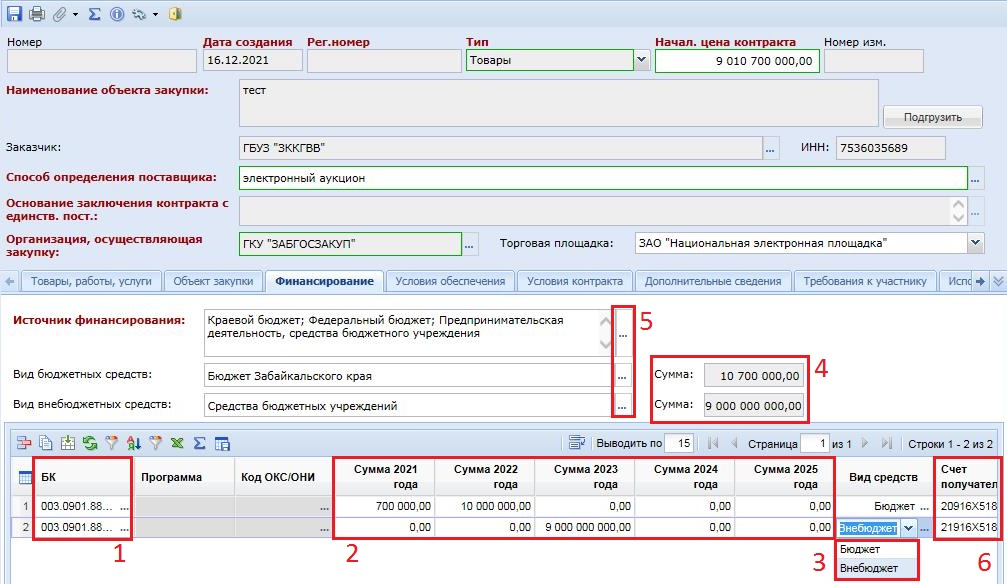 Номер Дата создания Рег.номер Тип Начал. цена контракта Номер изм.
16.12.2021 Товары 9 010 700 000,00
Наименование объекта закупки: тест
Подгрузить
Заказчик: ГБУЗ "ЗККГВВ" ... ИНН: 7536035689
Способ определения поставщика: электронный аукцион ...
Основание заключения контракта с
единств. пост.: ...
Организация, осуществляющая
закупку: ГКУ "ЗАБГОСЗАКУП" ... Торговая площадка: ЗАО "Национальная электронная площадка"
Товары, работы, услуги Объект закупки Финансирование Условия обеспечения Условия контракта Дополнительные сведения Требования к участнику Испо
Источник финансирования: Краевой бюджет; Федеральный бюджет; Предпринимательская
деятельность, средства бюджетного учреждения ... 5
Вид бюджетных средств: Бюджет Забайкальского края ... Сумма: 10 700 000,00 4
Вид внебюджетных средств: Средства бюджетных учреждений ... Сумма: 9 000 000 000,00
Выводить по 15 Страница 1 из 1 Строки 1 - 2 из 2
БК Программа Код ОКС/ОНИ Сумма 2021 года Сумма 2022 года Сумма 2023 года Сумма 2024 года Сумма 2025 года Вид средств Счет получател
1 003.0901.88... ... ... 700 000,00 10 000 000,00 0,00 0,00 0,00 Бюджет ... 20916X518
2 003.0901.88... ... ... 0,00 0,00 9 000 000 000,00 0,00 0,00 Внебюджет ... 21916X518
1 2 3 Бюджет 6
Внебюджет